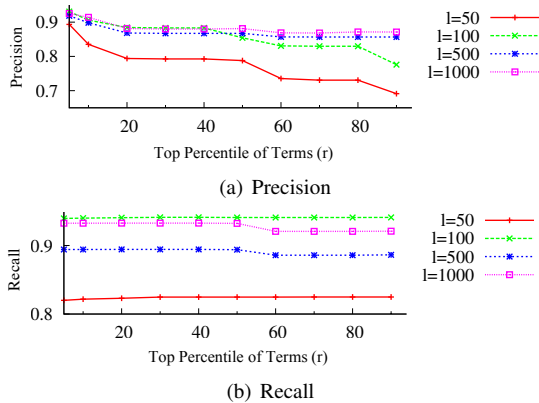 0.9
0.8
0.7
Precision
20
40
60
80
Top Percentile of Terms (r)
l=50
l=100
l=500
l=1000
(a) Precision
0.9
0.8
Recall
20
40
60
80
Top Percentile of Terms (r)
l=50
l=100
l=500
l=1000
(b) Recall